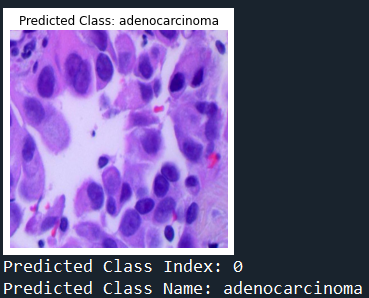 Predicted Class: adenocarcinoma
Predicted Class Index: 0
Predicted Class Name: adenocarcinoma